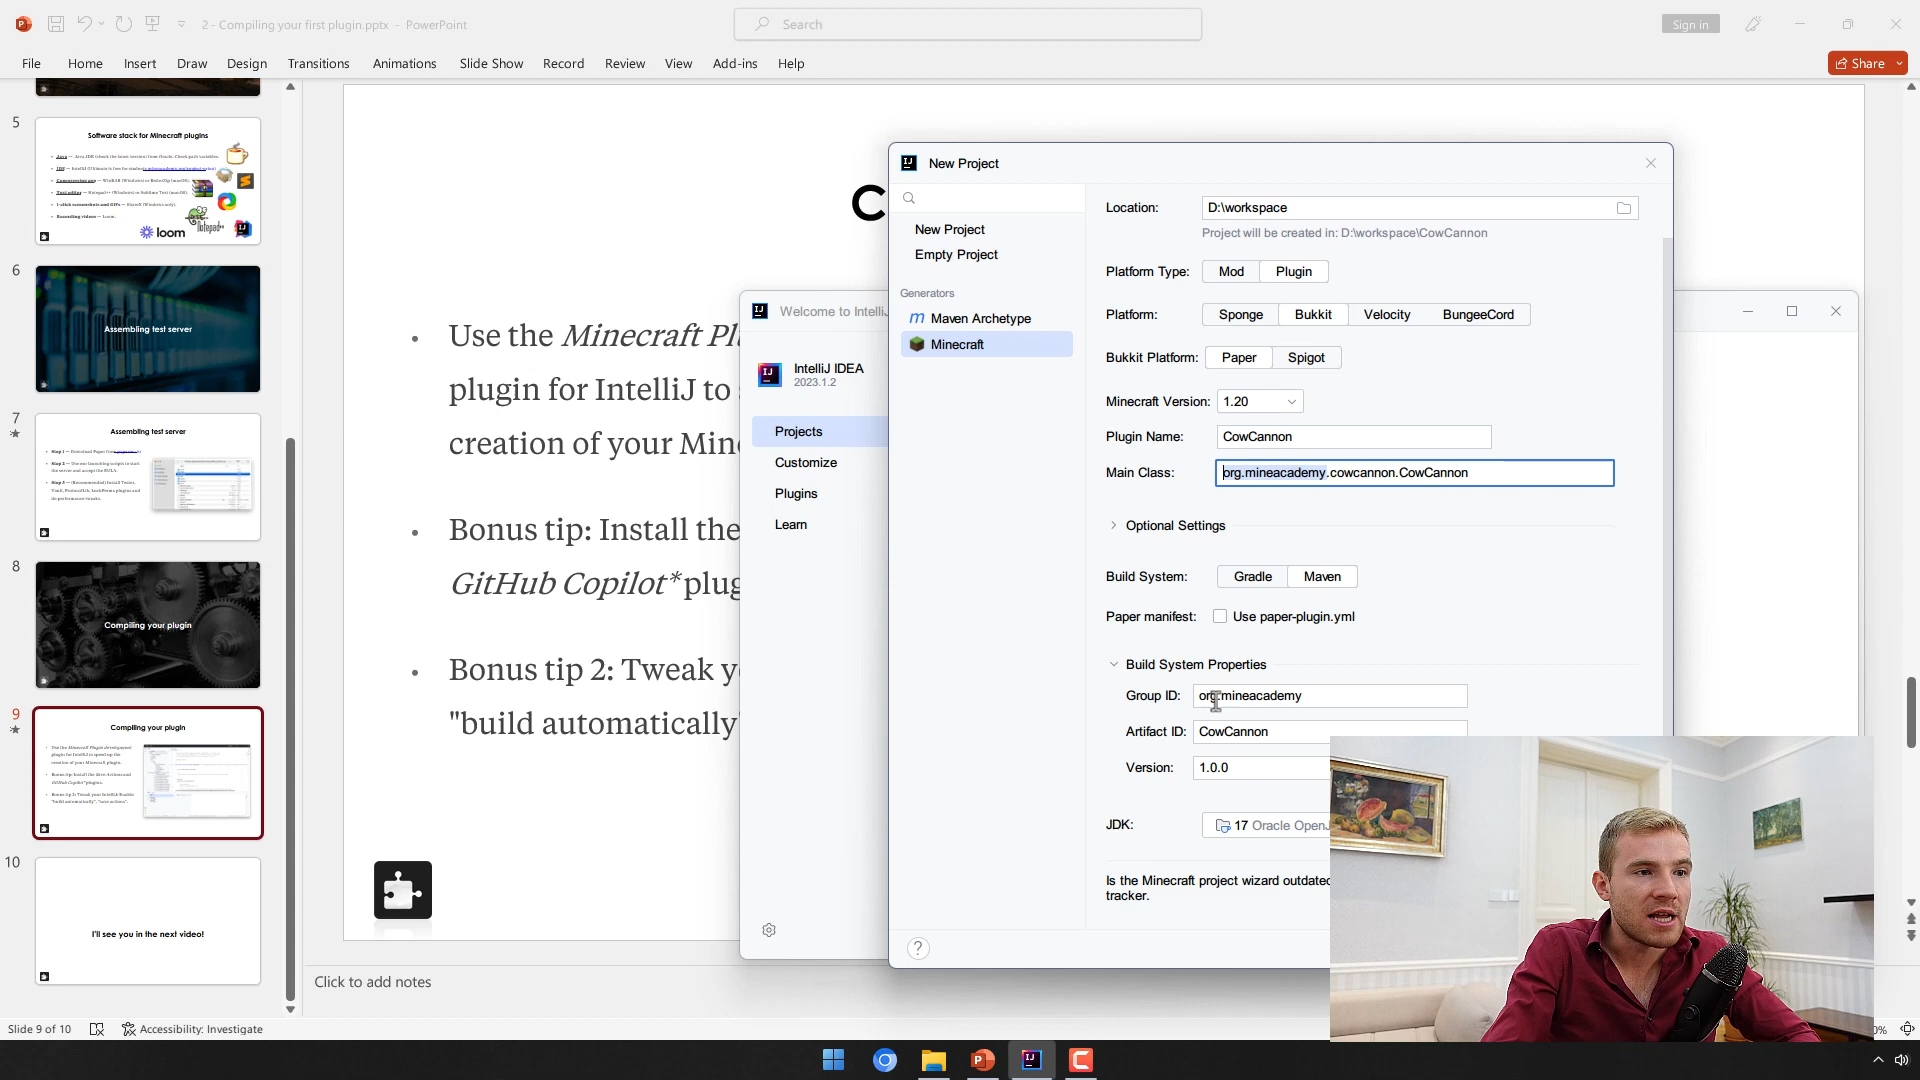 2 - Compiling your first plugin.pptx - PowerPoint
Search
Sign in
File Home Insert Draw Design Transitions Animations Slide Show Record Review View Add-ins Help
Share
5
Software stack for Minecraft plugins
loom
6
Assembling test server
7
Assembling test server
8
Compiling your plugin
9
Compiling your plugin
10
I'll see you in the next video!
C
Use the Minecraft Pl
plugin for IntelliJ to
creation of your Min
Bonus tip: Install the
GitHub Copilot* plug
Bonus tip 2: Tweak y
"build automatically"
Click to add notes
Slide 9 of 10
Accessibility: Investigate
0%
Welcome to IntelliJ
IntelliJ IDEA
2023.1.2
Projects
Customize
Plugins
Learn
New Project
New Project
Empty Project
Generators
Maven Archetype
Minecraft
Location: D:\workspace
Project will be created in: D:\workspace\CowCannon
Platform Type: Mod Plugin
Platform: Sponge Bukkit Velocity BungeeCord
Bukkit Platform: Paper Spigot
Minecraft Version: 1.20
Plugin Name: CowCannon
Main Class: org.mineacademy.cowcannon.CowCannon
Optional Settings
Build System: Gradle Maven
Paper manifest: Use paper-plugin.yml
Build System Properties
Group ID: org.mineacademy
Artifact ID: CowCannon
Version: 1.0.0
JDK: 17 Oracle OpenJ
Is the Minecraft project wizard outdated
tracker.
?